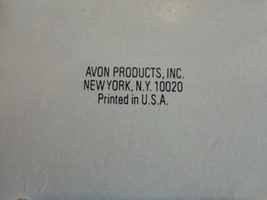 AVON PRODUCTS, INC.
NEW YORK, N.Y. 10020
Printed in U.S.A.